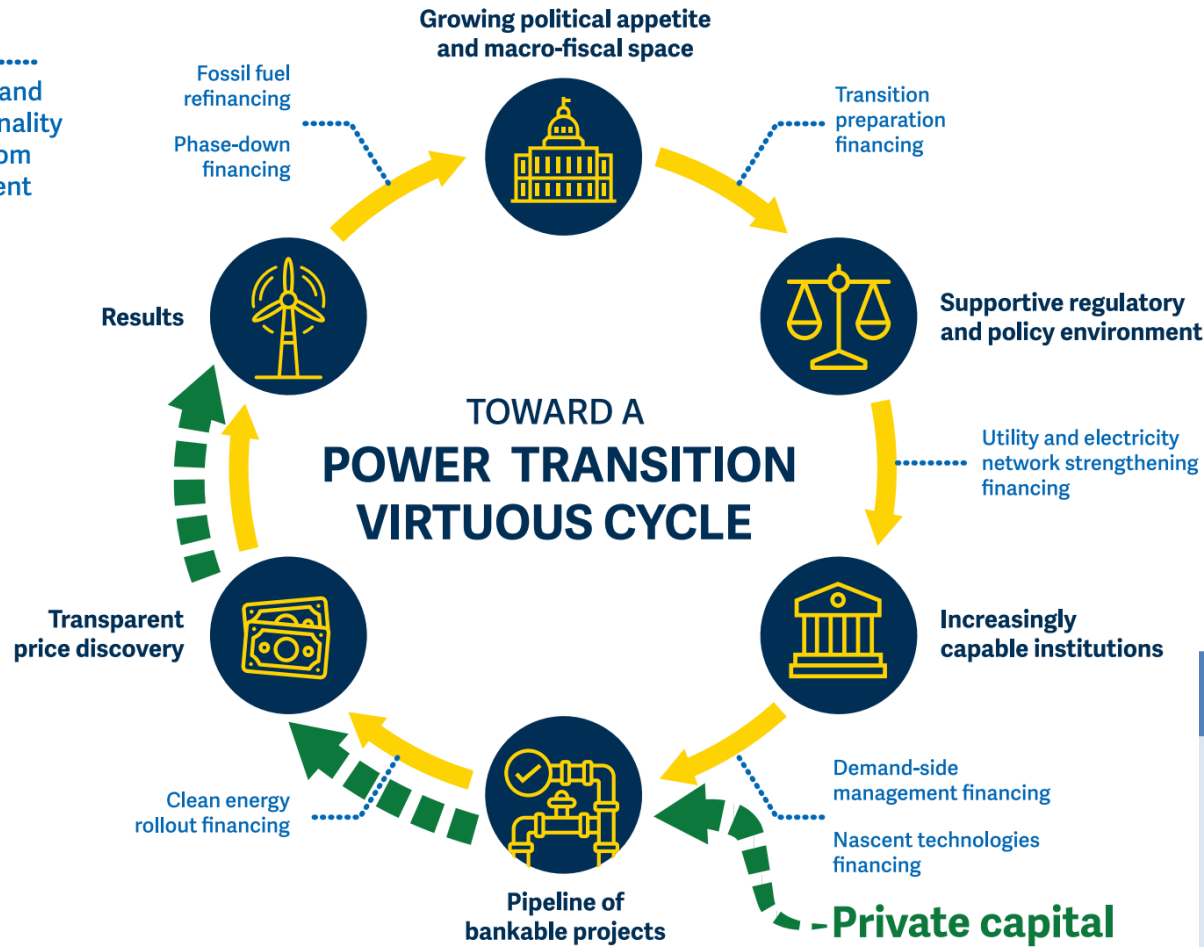 Growing political appetite
and macro-fiscal space
and
Fossil fuel
refinancing
Phase-down
financing
Transition
preparation
financing
Results
Supportive regulatory
and policy environment
TOWARD A
POWER TRANSITION
VIRTUOUS CYCLE
Utility and electricity
network strengthening
financing
Transparent
price discovery
Increasingly
capable institutions
Clean energy
rollout financing
Demand-side
management financing
Nascent technologies
financing
Pipeline of
bankable projects
Private capital